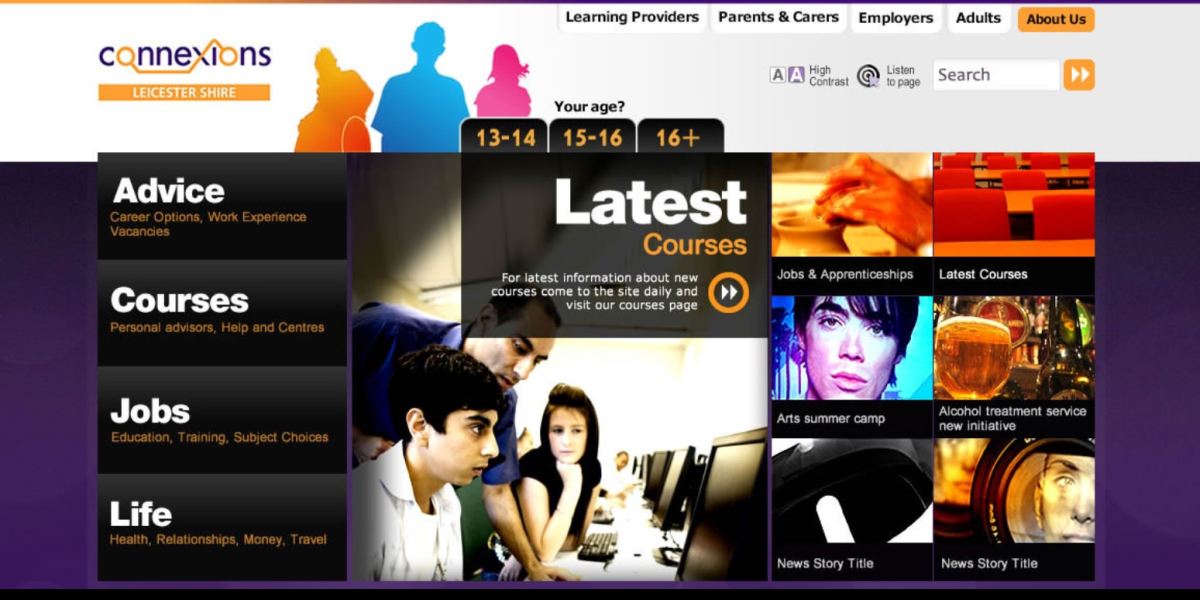 Learning Providers
Parents & Carers
Employers
Adults
About Us
connexions
LEICESTER SHIRE
A A
High
Contrast
Listen
to page
Search
Your age?
13-14
15-16
16+
Advice
Career Options, Work Experience
Vacancies
Courses
Personal advisors, Help and Centres
Jobs
Education, Training, Subject Choices
Life
Health, Relationships, Money, Travel
Latest
Courses
For latest information about new
courses come to the site daily and
visit our courses page
Jobs & Apprenticeships
Latest Courses
Arts summer camp
Alcohol treatment service
new initiative
News Story Title
News Story Title